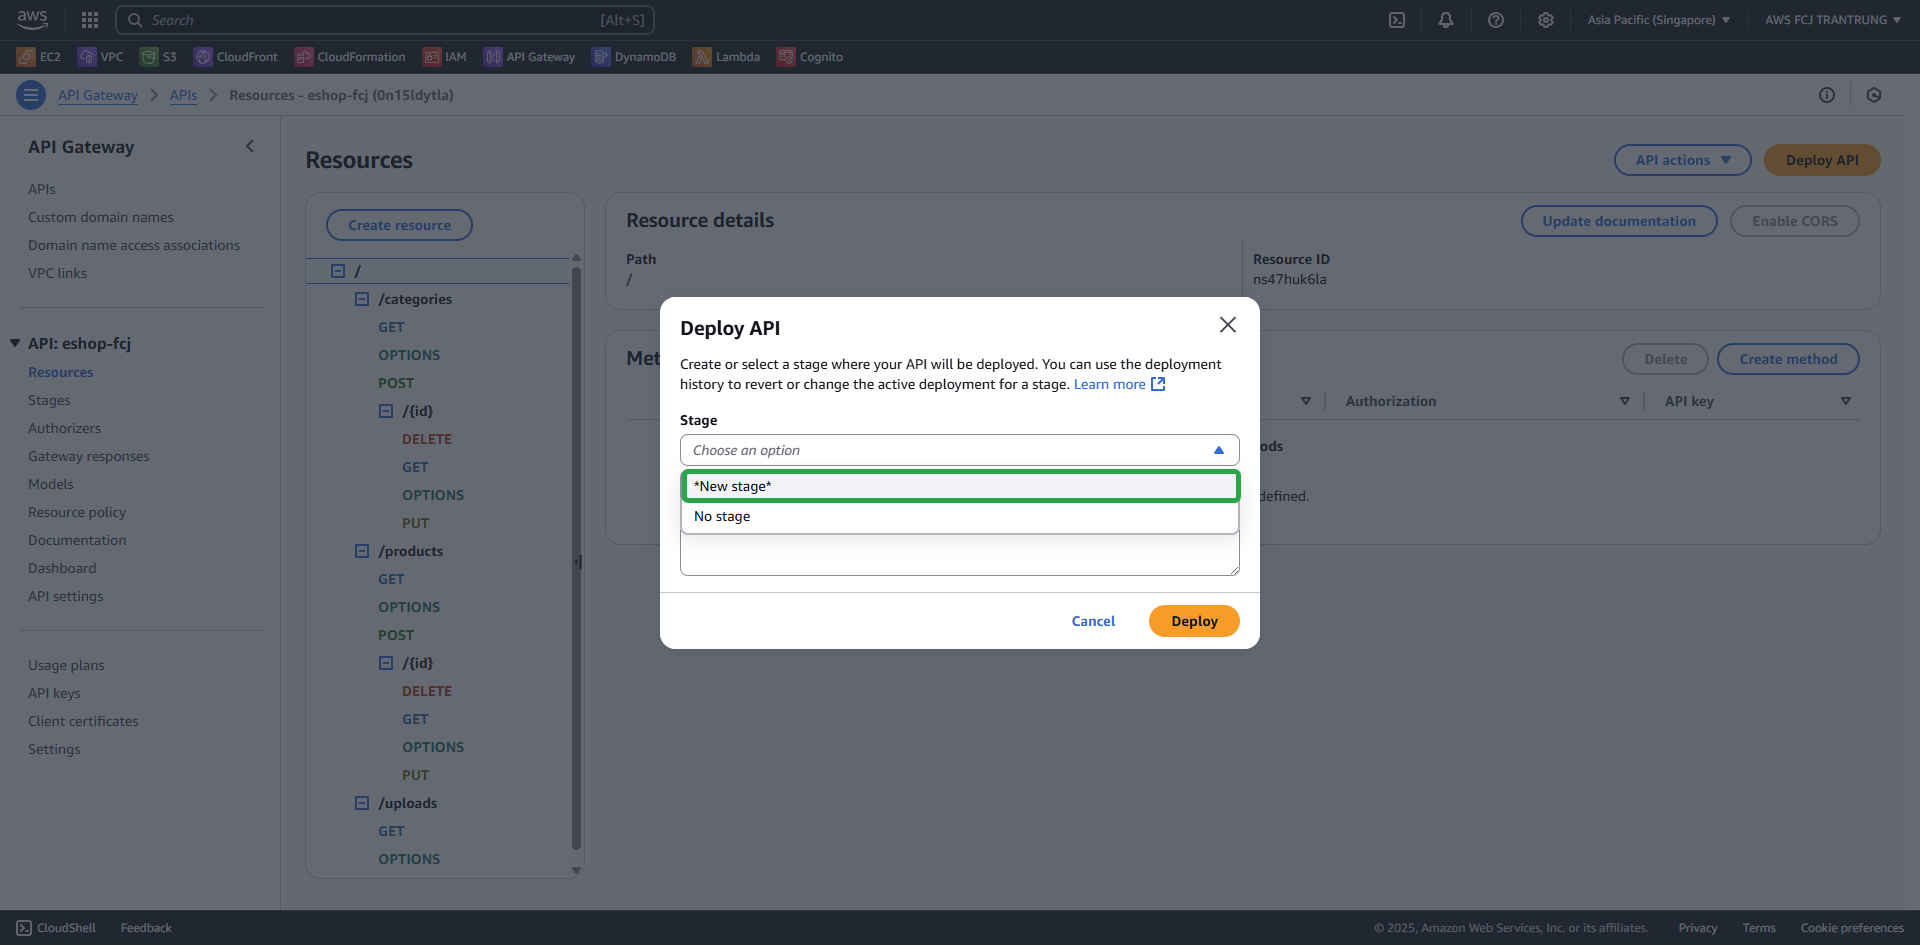 aws
Search [Alt+S]
Asia Pacific (Singapore)
AWS FCJ TRANTRUNG
EC2 VPC S3 CloudFront CloudFormation IAM API Gateway DynamoDB Lambda Cognito
API Gateway
APIs
Resources - eshop-fcj (0n15ldytla)
API Gateway
APIs
Custom domain names
Domain name access associations
VPC links
API: eshop-fcj
Resources
Stages
Authorizers
Gateway responses
Models
Resource policy
Documentation
Dashboard
API settings
Usage plans
API keys
Client certificates
Settings
Resources
API actions
Deploy API
Create resource
/
/categories
GET
OPTIONS
POST
/{id}
DELETE
GET
OPTIONS
PUT
/products
GET
OPTIONS
POST
/{id}
DELETE
GET
OPTIONS
PUT
/uploads
GET
OPTIONS
Resource details
Update documentation
Enable CORS
Path
/
Resource ID
ns47huk6la
Met
Delete
Create method
Authorization
API key
ods
defined.
Deploy API
Create or select a stage where your API will be deployed. You can use the deployment
history to revert or change the active deployment for a stage. Learn more
Stage
Choose an option
*New stage*
No stage
Cancel
Deploy
CloudShell
Feedback
© 2025, Amazon Web Services, Inc. or its affiliates.
Privacy
Terms
Cookie preferences